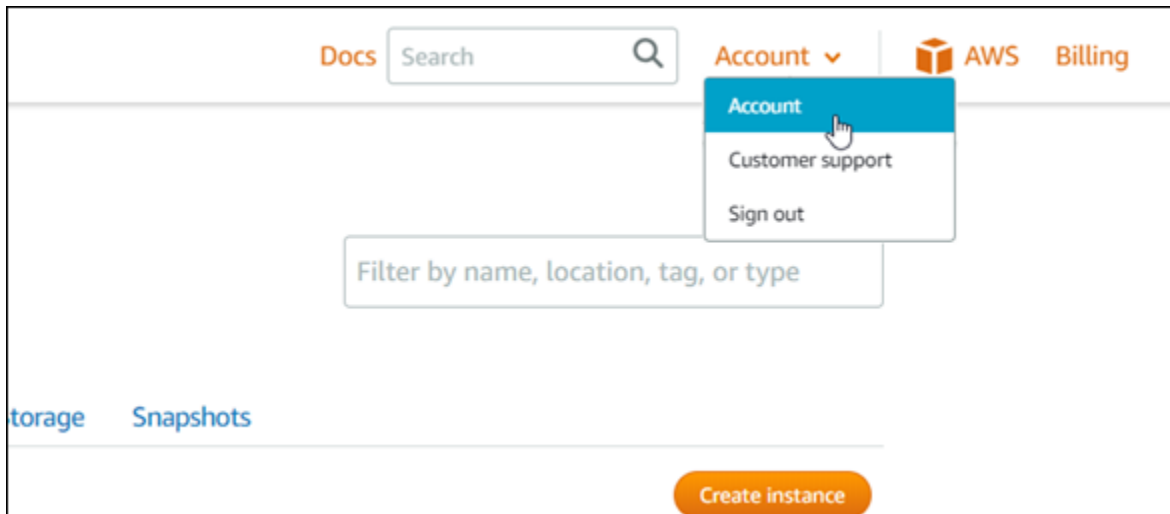 Docs Search Account AWS Billing
Account
Customer support
Sign out
Filter by name, location, tag, or type
Snapshots
Create instance